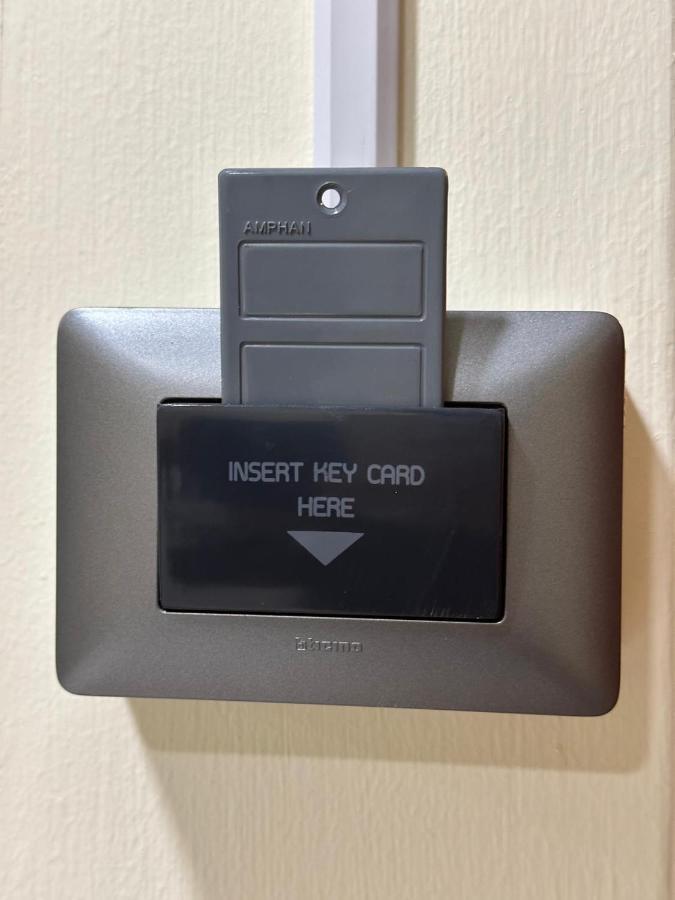 AMPHAN
INSERT KEY CARD
HERE
bticino